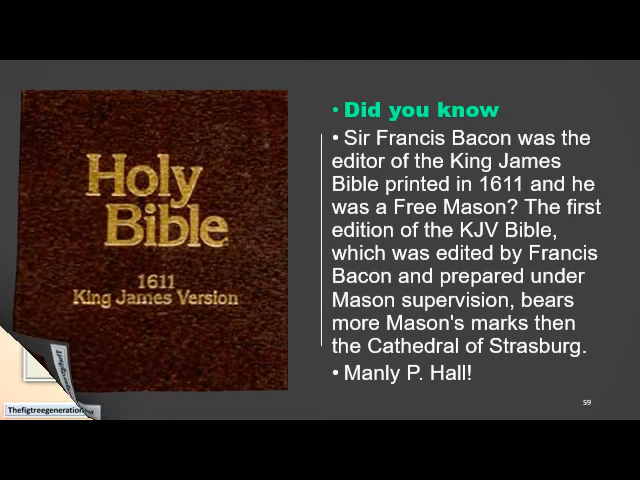 Holy
Bible
1611
King James Version
• Did you know
• Sir Francis Bacon was the
editor of the King James
Bible printed in 1611 and he
was a Free Mason? The first
edition of the KJV Bible,
which was edited by Francis
Bacon and prepared under
Mason supervision, bears
more Mason's marks then
the Cathedral of Strasburg.
• Manly P. Hall!
59
Thefigtreegeneration